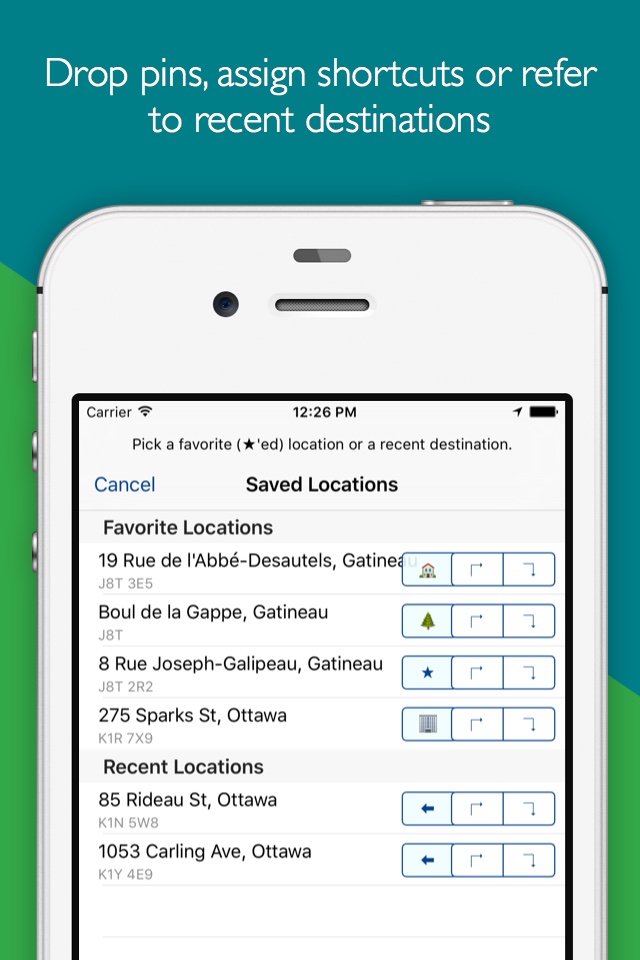 Drop pins, assign shortcuts or refer
to recent destinations
Carrier 12:26 PM
Pick a favorite (★'ed) location or a recent destination.
Cancel Saved Locations
Favorite Locations
19 Rue de l'Abbé-Desautels, Gatineau
J8T 3E5
Boul de la Gappe, Gatineau
J8T
8 Rue Joseph-Galipeau, Gatineau
J8T 2R2
275 Sparks St, Ottawa
K1R 7X9
Recent Locations
85 Rideau St, Ottawa
K1N 5W8
1053 Carling Ave, Ottawa
K1Y 4E9